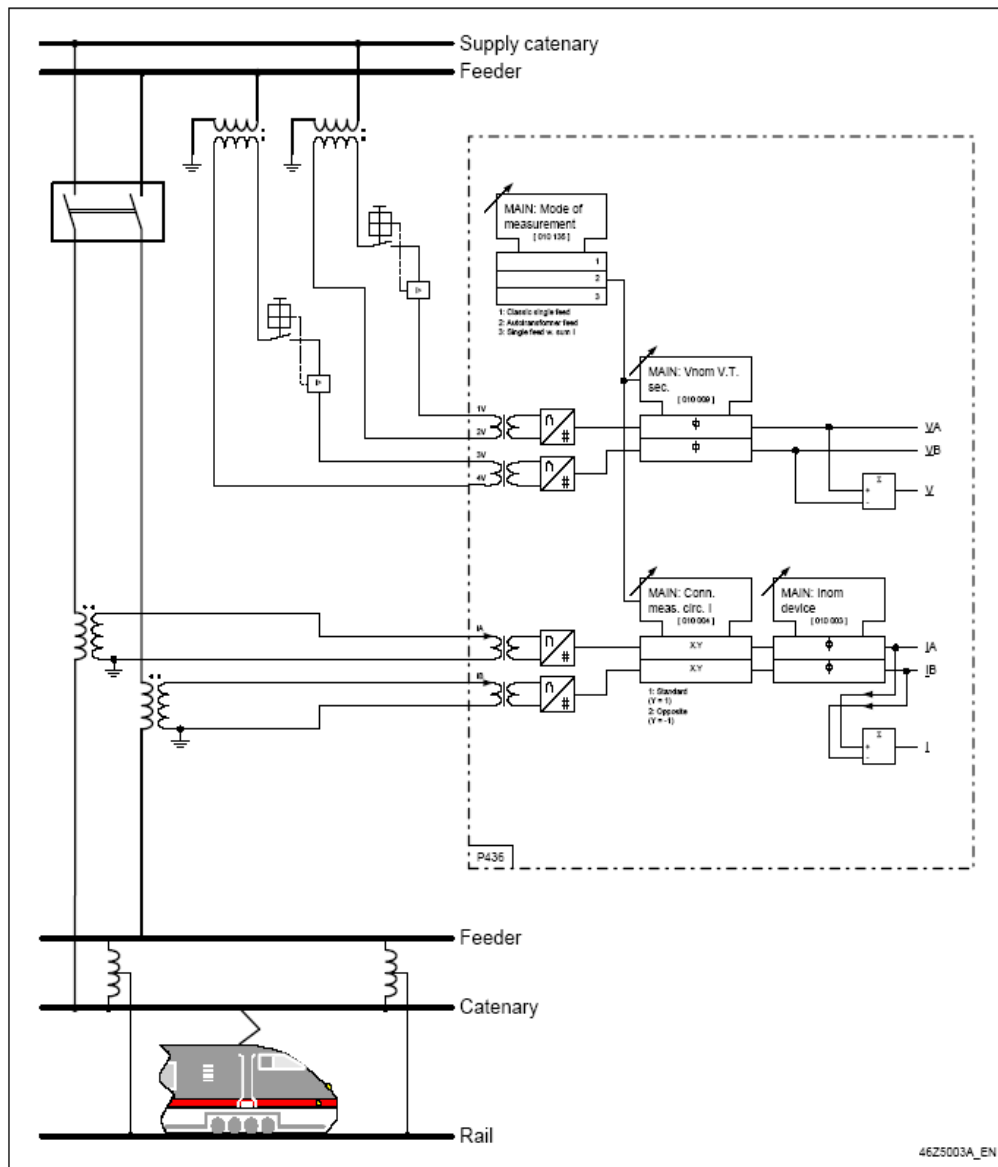 Supply catenary
Feeder
MAIN: Mode of
measurement
[ 010 135 ]
1
2
3
1: Classic single feed
2: Autotransformer feed
3: Single feed w. sum I
MAIN: Vnom V.T.
sec.
[ 010 009 ]
1V
2V
3V
4V
#
#
ϕ
ϕ
VA
VB
Σ
+
-
V
MAIN: Conn.
meas. circ. I
[ 010 004 ]
MAIN: Inom
device
[ 010 003 ]
IA
IB
#
#
X.Y
X.Y
ϕ
ϕ
IA
IB
1: Standard
(Y = 1)
2: Opposite
(Y = -1)
Σ
+
-
I
P436
Feeder
Catenary
Rail
46Z5003A_EN